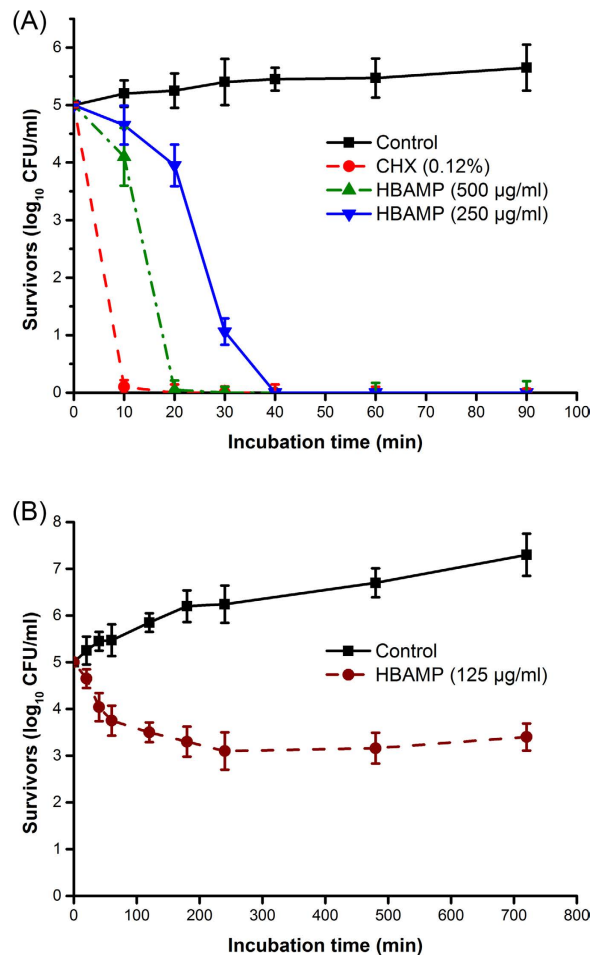 (A)
6
5
4
3
2
1
0
Survivors (log₁₀ CFU/ml)
Control
CHX (0.12%)
HBAMP (500 µg/ml)
HBAMP (250 µg/ml)
0 10 20 30 40 50 60 70 80 90 100
Incubation time (min)
(B)
8
7
6
5
4
3
2
1
0
Survivors (log₁₀ CFU/ml)
Control
HBAMP (125 µg/ml)
0 100 200 300 400 500 600 700 800
Incubation time (min)